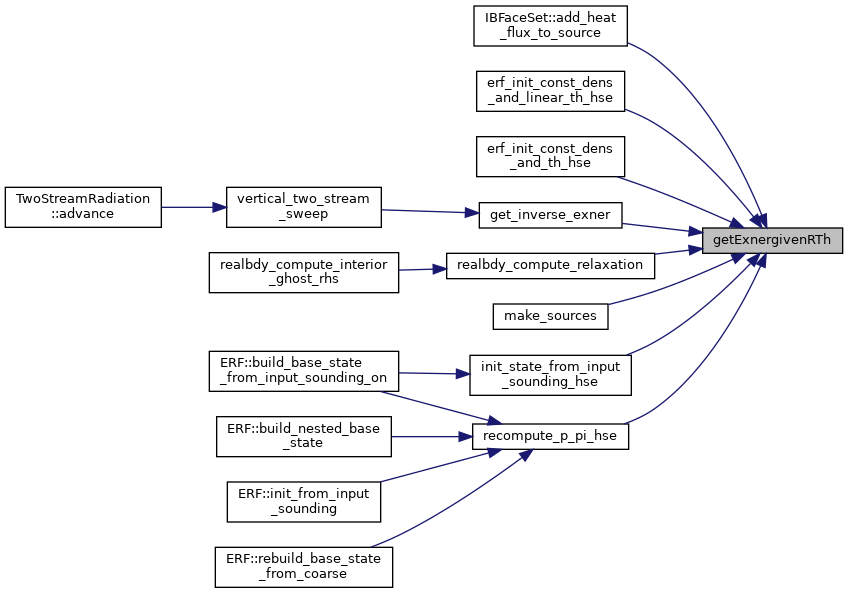 IBFaceSet::add_heat
_flux_to_source
erf_init_const_dens
_and_linear_th_hse
erf_init_const_dens
_and_th_hse
TwoStreamRadiation
::advance
vertical_two_stream
_sweep
get_inverse_exner
getExnergivenRTh
realbdy_compute_interior
_ghost_rhs
realbdy_compute_relaxation
make_sources
ERF::build_base_state
_from_input_sounding_on
init_state_from_input
_sounding_hse
ERF::build_nested_base
_state
recompute_p_pi_hse
ERF::init_from_input
_sounding
ERF::rebuild_base_state
_from_coarse